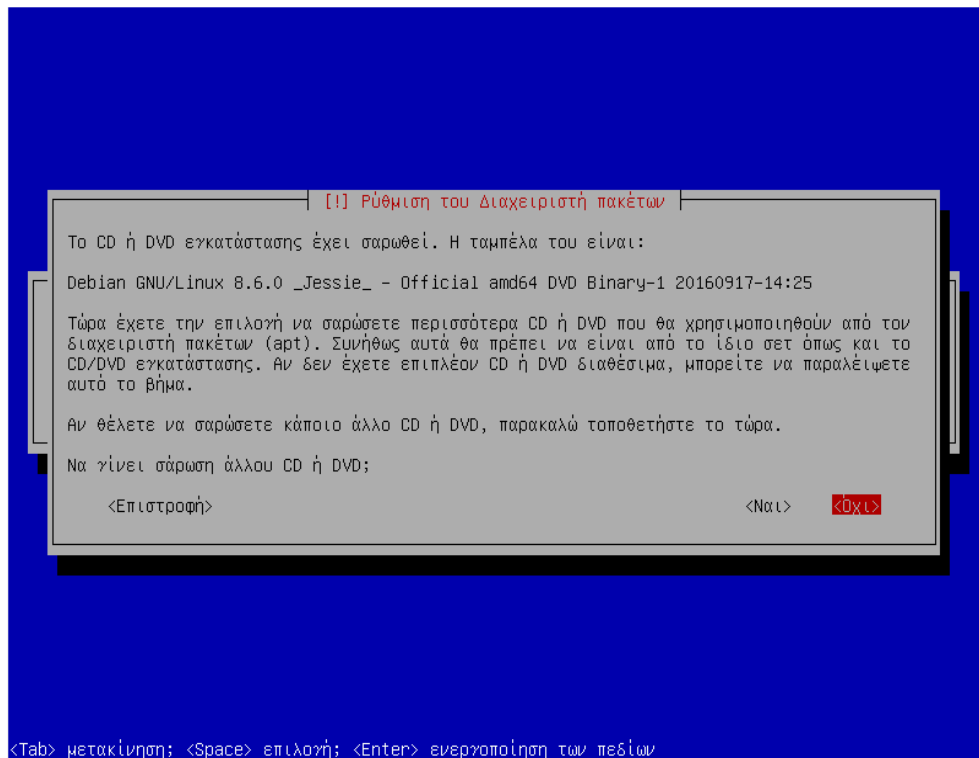 [!] Ρύθμιση του Διαχειριστή πακέτων
Το CD ή DVD εγκατάστασης έχει σαρωθεί. Η ταμπέλα του είναι:
Debian GNU/Linux 8.6.0 _Jessie_ - Official amd64 DVD Binary-1 20160917-14:25
Τώρα έχετε την επιλογή να σαρώσετε περισσότερα CD ή DVD που θα χρησιμοποιηθούν από τον
διαχειριστή πακέτων (apt). Συνήθως αυτά θα πρέπει να είναι από το ίδιο σετ όπως και το
CD/DVD εγκατάστασης. Αν δεν έχετε επιπλέον CD ή DVD διαθέσιμα, μπορείτε να παραλείψετε
αυτό το βήμα.
Αν θέλετε να σαρώσετε κάποιο άλλο CD ή DVD, παρακαλώ τοποθετήστε το τώρα.
Να γίνει σάρωση άλλου CD ή DVD;
<Επιστροφή> <Ναι> <Όχι>
<Tab> μετακίνηση; <Space> επιλογή; <Enter> ενεργοποίηση των πεδίων